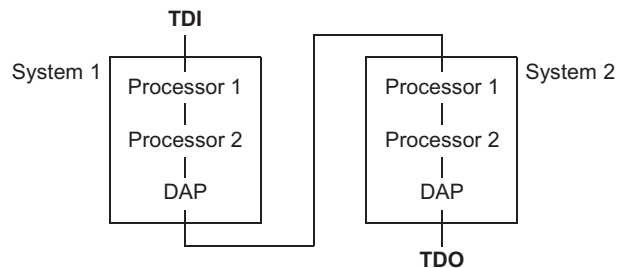 TDI
System 1
Processor 1
Processor 2
DAP
System 2
Processor 1
Processor 2
DAP
TDO